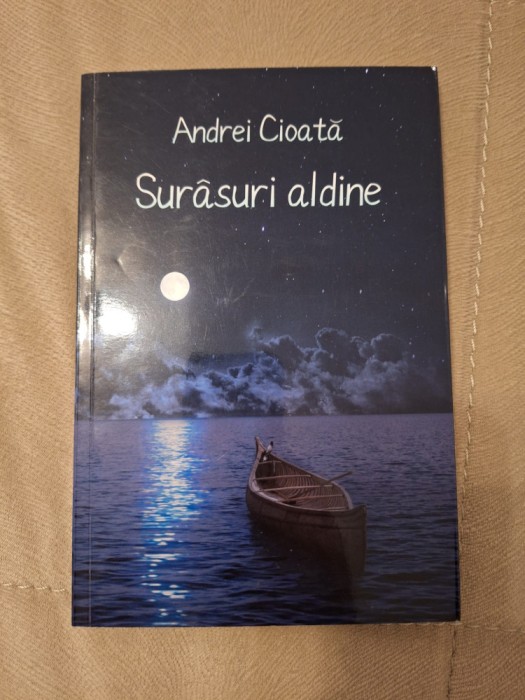 Andrei Cioată
Surâsuri aldine